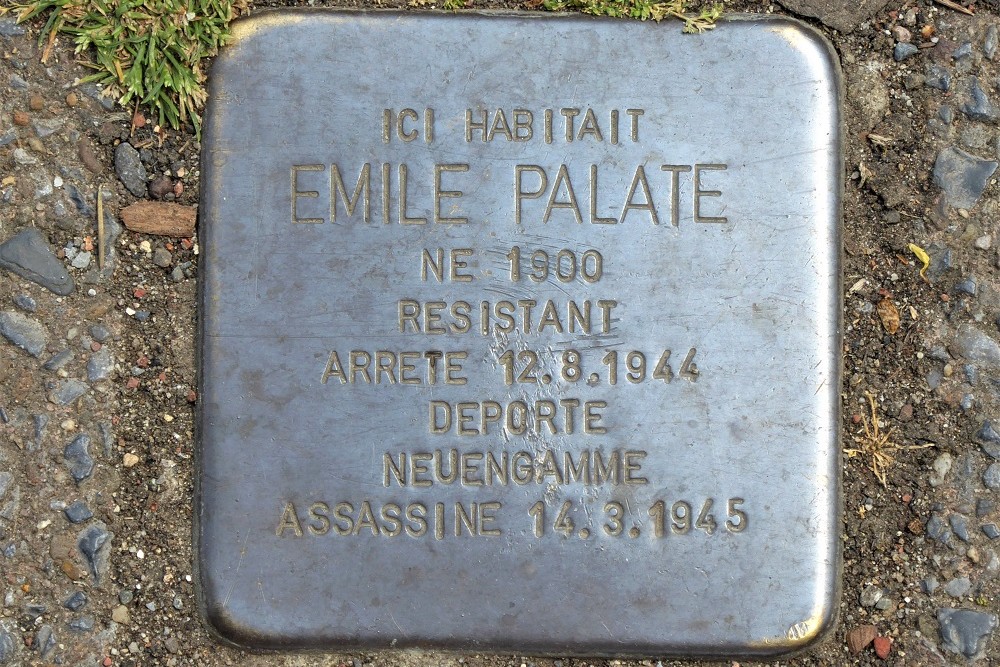 ICI HABITAIT
EMILE PALATE
NE 1900
RESISTANT
ARRETE 12.8.1944
DEPORTE
NEUENGAMME
ASSASSINE 14.3.1945